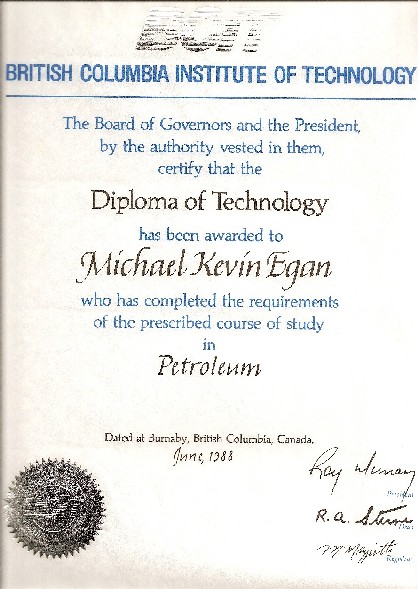 BRITISH COLUMBIA INSTITUTE OF TECHNOLOGY
The Board of Governors and the President,
by the authority vested in them,
certify that the
Diploma of Technology
has been awarded to
Michael Kevin Egan
who has completed the requirements
of the prescribed course of study
in
Petroleum
Dated at Burnaby, British Columbia, Canada.
June, 1988
President
R.A.
Registrar